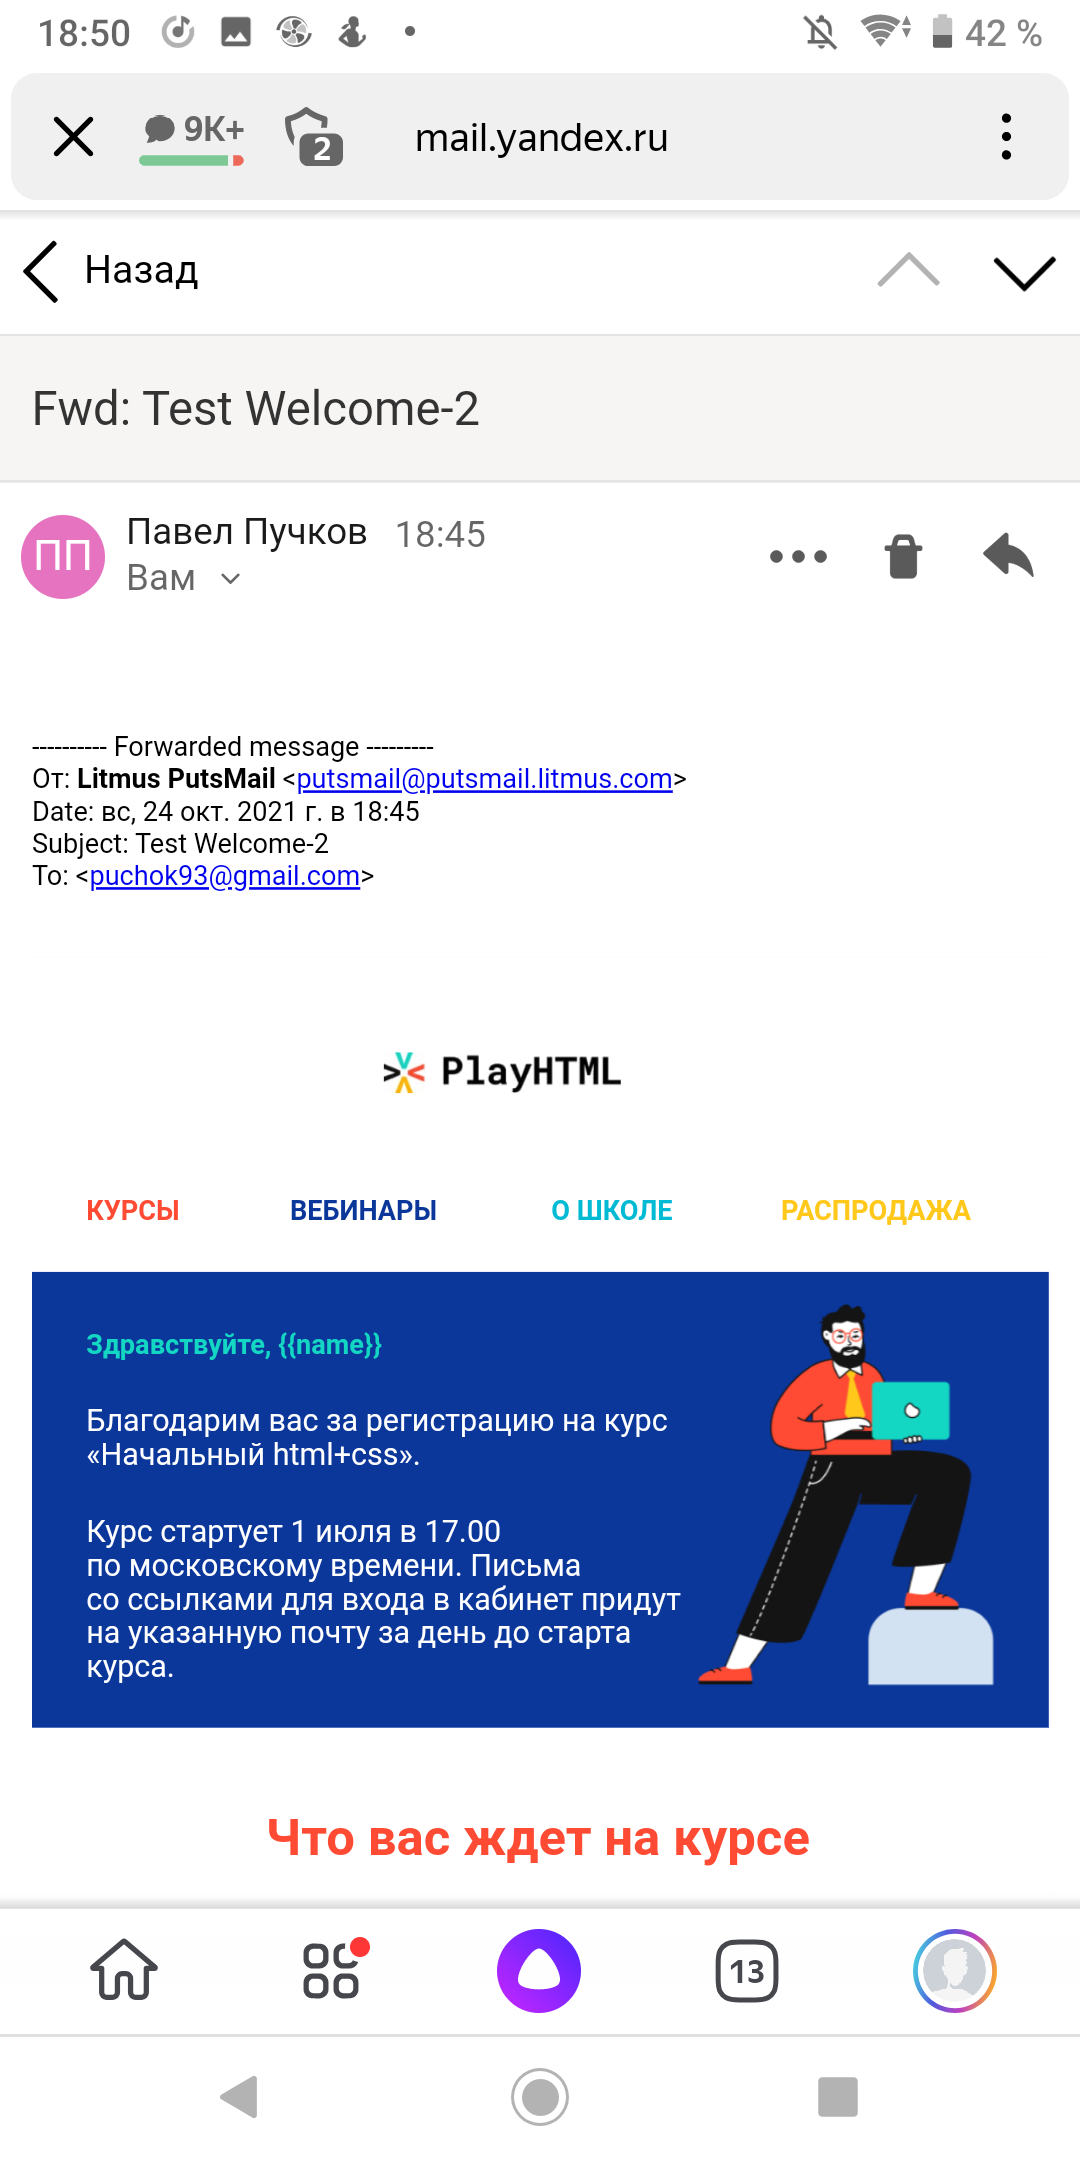 18:50
42 %
9K+
2
mail.yandex.ru
Назад
Fwd: Test Welcome-2
ПП
Павел Пучков 18:45
Вам
---------- Forwarded message ---------
От: Litmus PutsMail <putsmail@putsmail.litmus.com>
Date: вс, 24 окт. 2021 г. в 18:45
Subject: Test Welcome-2
To: <puchok93@gmail.com>
PlayHTML
КУРСЫ ВЕБИНАРЫ О ШКОЛЕ РАСПРОДАЖА
Здравствуйте, {{name}}
Благодарим вас за регистрацию на курс
«Начальный html+css».
Курс стартует 1 июля в 17.00
по московскому времени. Письма
со ссылками для входа в кабинет придут
на указанную почту за день до старта
курса.
Что вас ждет на курсе
13